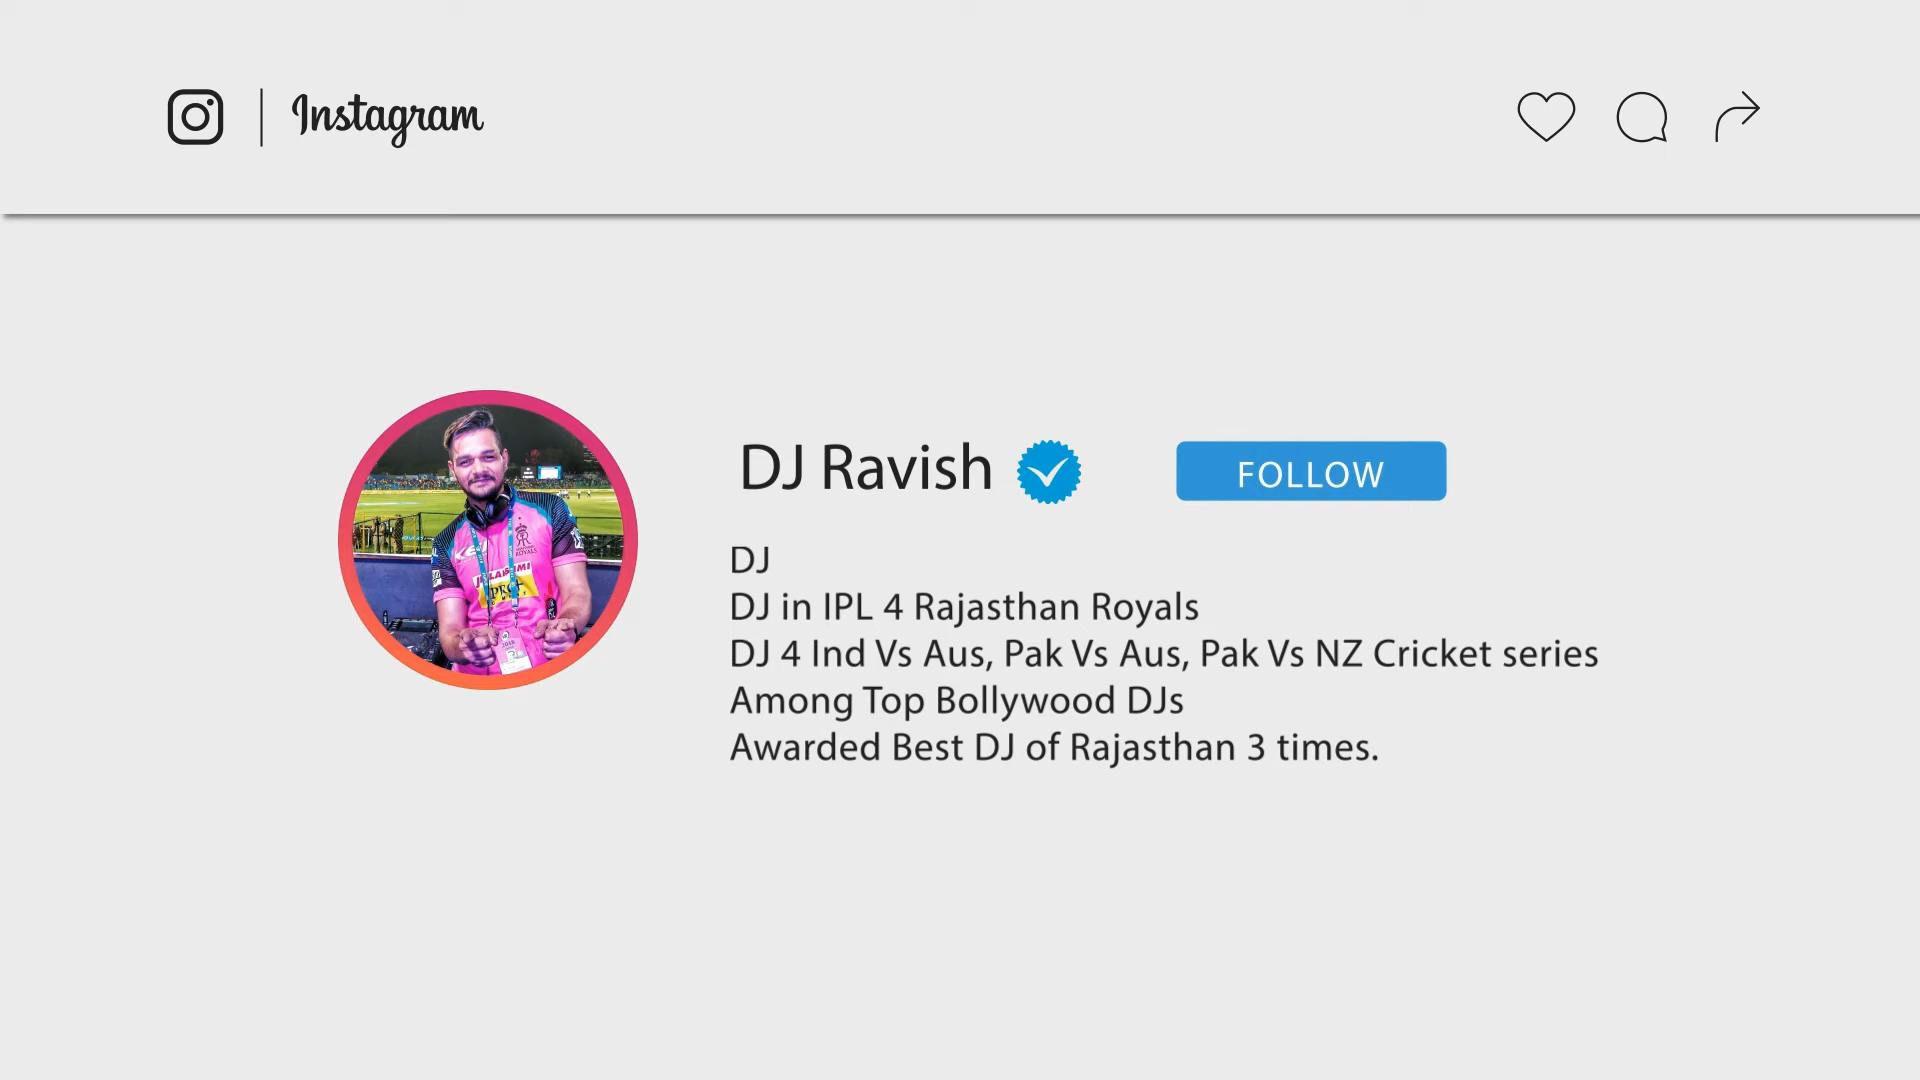 Instagram
DJ Ravish
FOLLOW
DJ
DJ in IPL 4 Rajasthan Royals
DJ 4 Ind Vs Aus, Pak Vs Aus, Pak Vs NZ Cricket series
Among Top Bollywood DJs
Awarded Best DJ of Rajasthan 3 times.
ROYALS